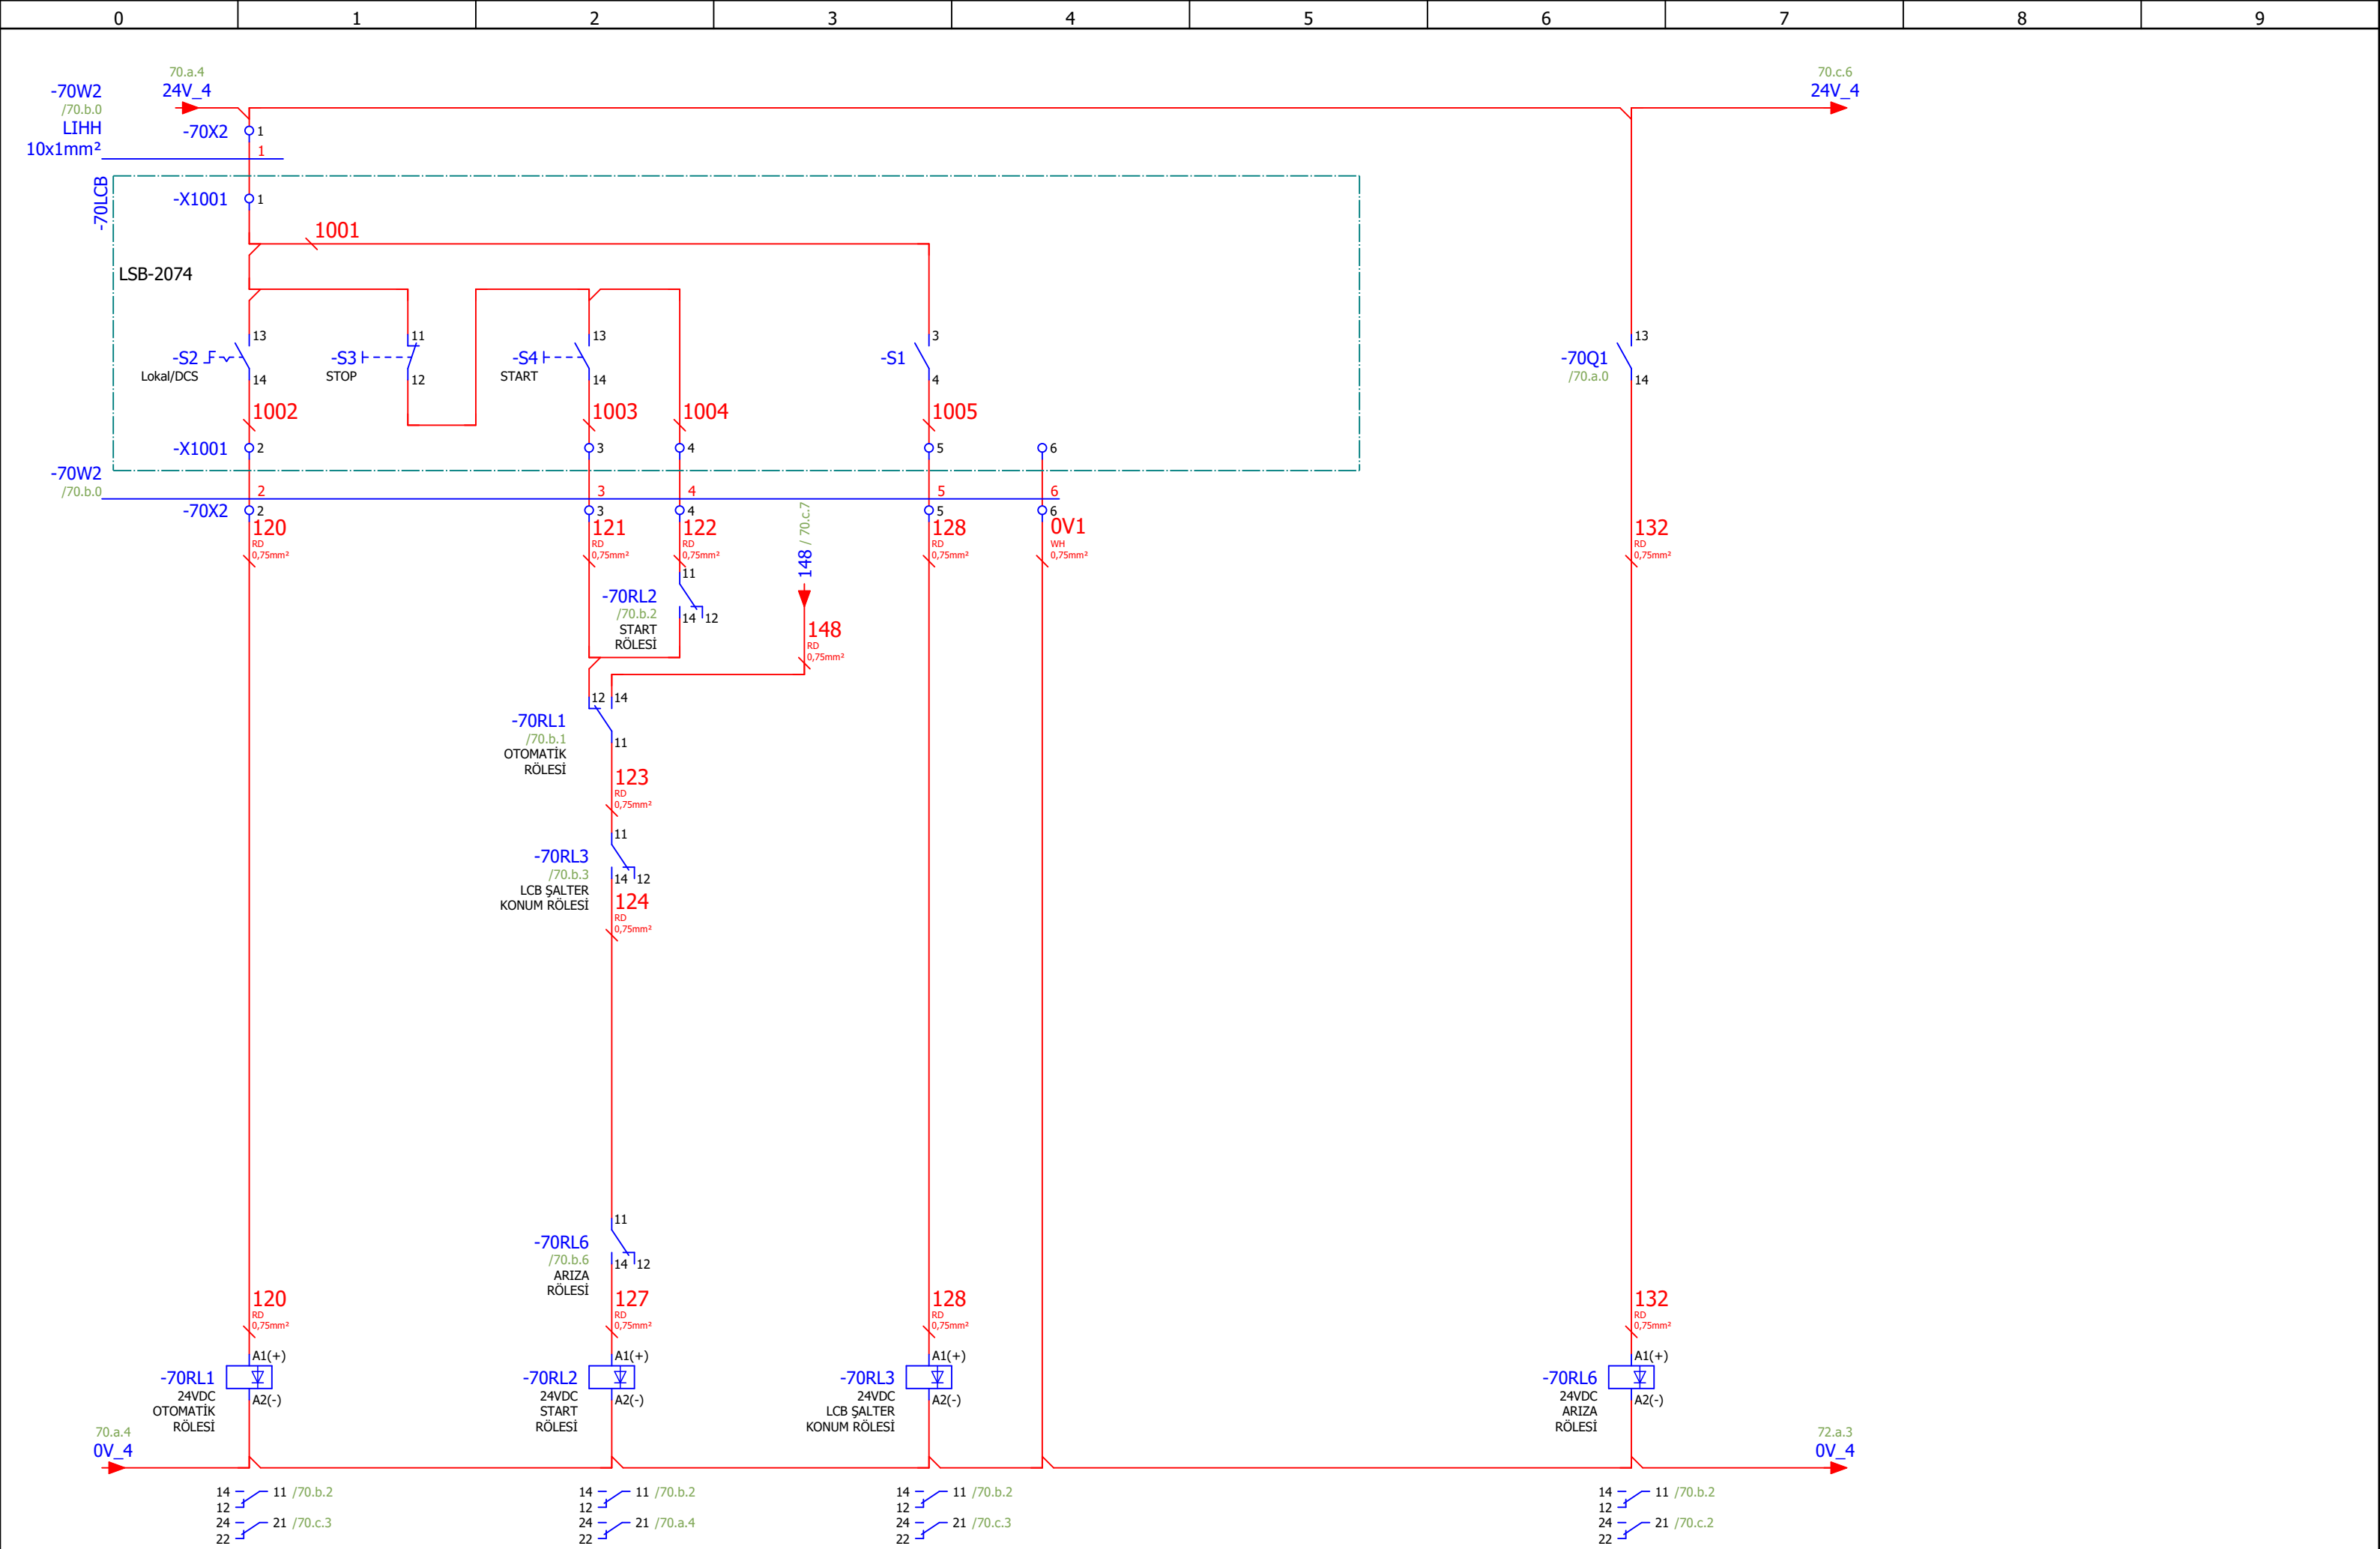 0 1 2 3 4 5 6 7 8 9
70.a.4
24V_4
70.c.6
24V_4
-70W2
/70.b.0
LIHH
10x1mm²
-70X2 1
1
-70LCB
-X1001 1
1001
LSB-2074
13 11 13 3 13
-S2
Lokal/DCS
-S3
STOP
-S4
START
-S1
-70Q1
/70.a.0
14 12 14 4 14
1002 1003 1004 1005
-X1001 2 3 4 5 6
-70W2
/70.b.0
2 3 4 5 6
-70X2 2 3 4 5 6
120
RD
0,75mm²
121
RD
0,75mm²
122
RD
0,75mm²
148 / 70.c.7
128
RD
0,75mm²
0V1
WH
0,75mm²
132
RD
0,75mm²
11
-70RL2
/70.b.2
START
RÖLESİ
14 12
148
RD
0,75mm²
12 14
-70RL1
/70.b.1
OTOMATİK
RÖLESİ
11
123
RD
0,75mm²
11
-70RL3
/70.b.3
LCB ŞALTER
KONUM RÖLESİ
14 12
124
RD
0,75mm²
11
-70RL6
/70.b.6
ARIZA
RÖLESİ
14 12
120
RD
0,75mm²
127
RD
0,75mm²
128
RD
0,75mm²
132
RD
0,75mm²
A1(+) A1(+) A1(+) A1(+)
-70RL1
24VDC
OTOMATİK
RÖLESİ
A2(-)
-70RL2
24VDC
START
RÖLESİ
A2(-)
-70RL3
24VDC
LCB ŞALTER
KONUM RÖLESİ
A2(-)
-70RL6
24VDC
ARIZA
RÖLESİ
A2(-)
70.a.4
0V_4
72.a.3
0V_4
14 11 /70.b.2
12
24 21 /70.c.3
22
14 11 /70.b.2
12
24 21 /70.a.4
22
14 11 /70.b.2
12
24 21 /70.c.3
22
14 11 /70.b.2
12
24 21 /70.c.2
22